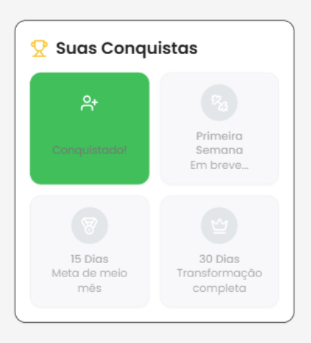 Suas Conquistas
Conquistado!
Primeira
Semana
Em breve...
15 Dias
Meta de meio
mês
30 Dias
Transformação
completa